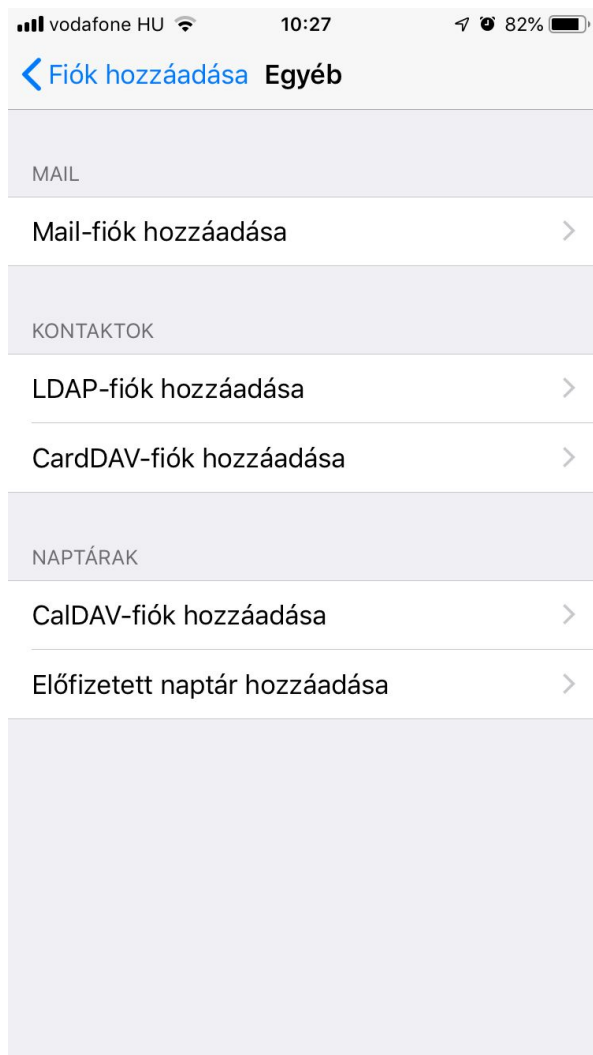 vodafone HU 10:27 82%
Fiók hozzáadása Egyéb
MAIL
Mail-fiók hozzáadása
KONTAKTOK
LDAP-fiók hozzáadása
CardDAV-fiók hozzáadása
NAPTÁRAK
CalDAV-fiók hozzáadása
Előfizetett naptár hozzáadása